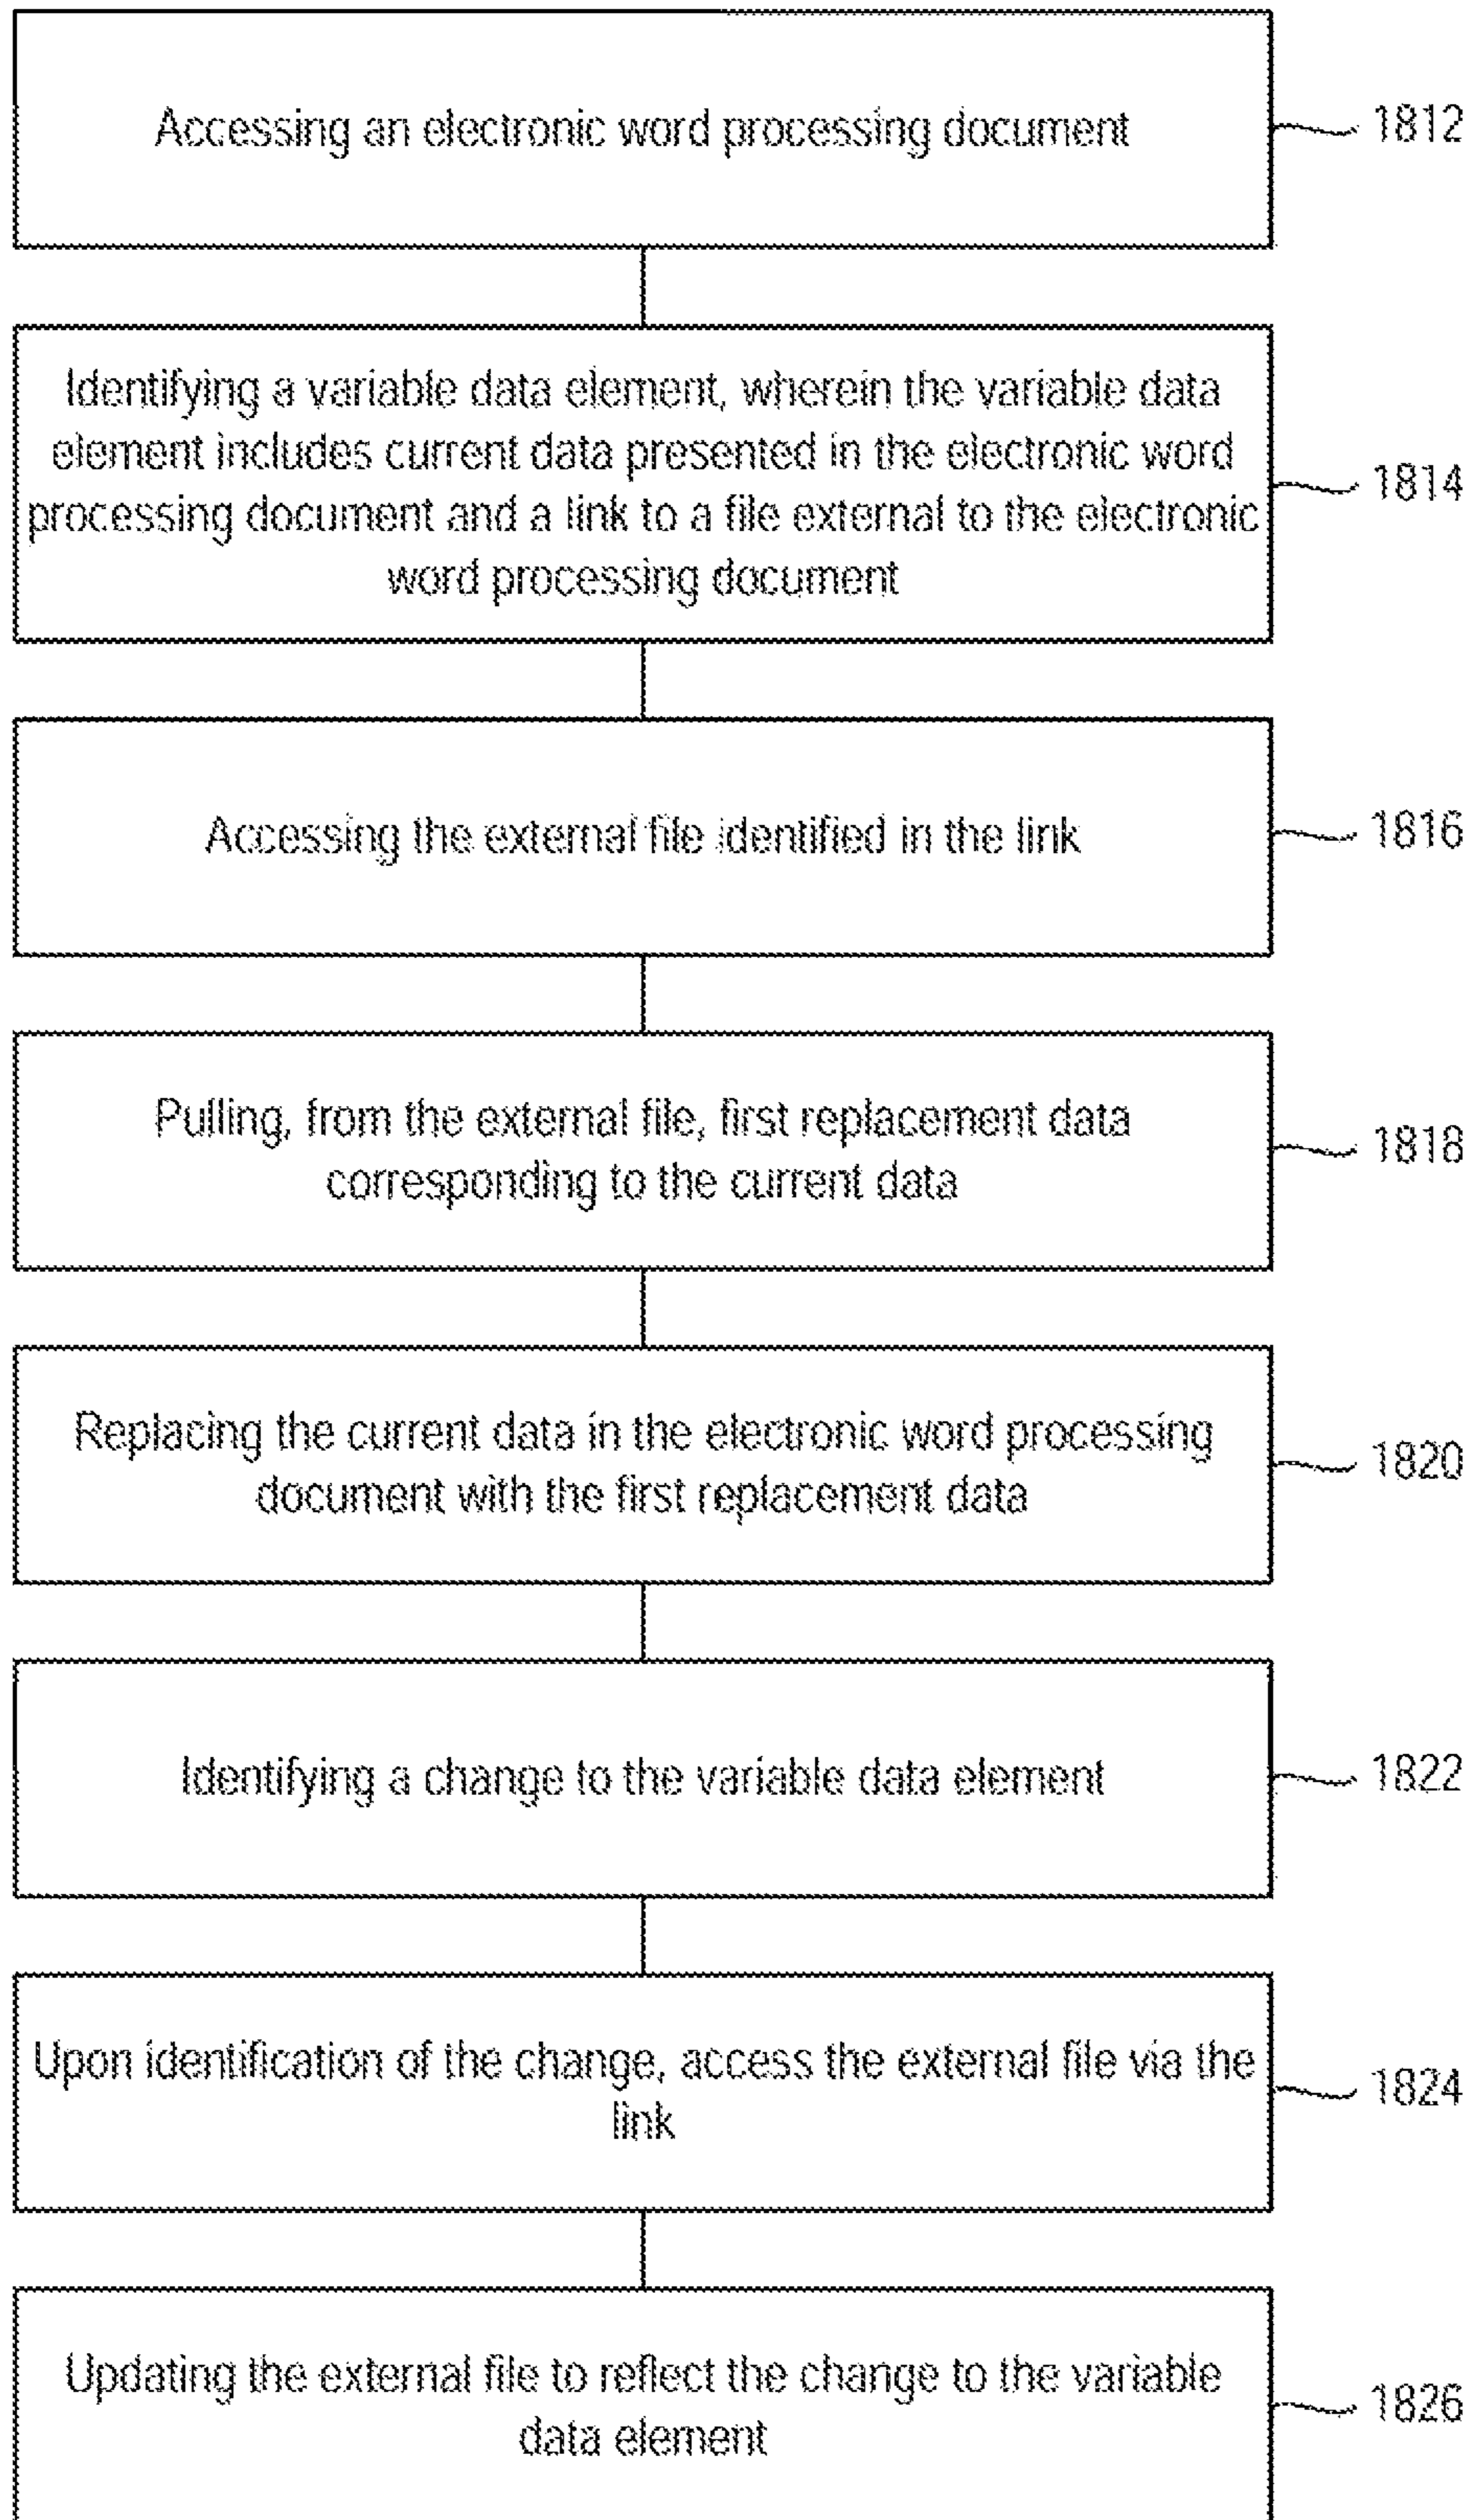 Accessing an electronic word processing document
1812
Identifying a variable data element, wherein the variable data
element includes current data presented in the electronic word
processing document and a link to a file external to the electronic
word processing document
1814
Accessing the external file identified in the link
1816
Pulling, from the external file, first replacement data
corresponding to the current data
1818
Replacing the current data in the electronic word processing
document with the first replacement data
1820
Identifying a change to the variable data element
1822
Upon identification of the change, access the external file via the
link
1824
Updating the external file to reflect the change to the variable
data element
1826